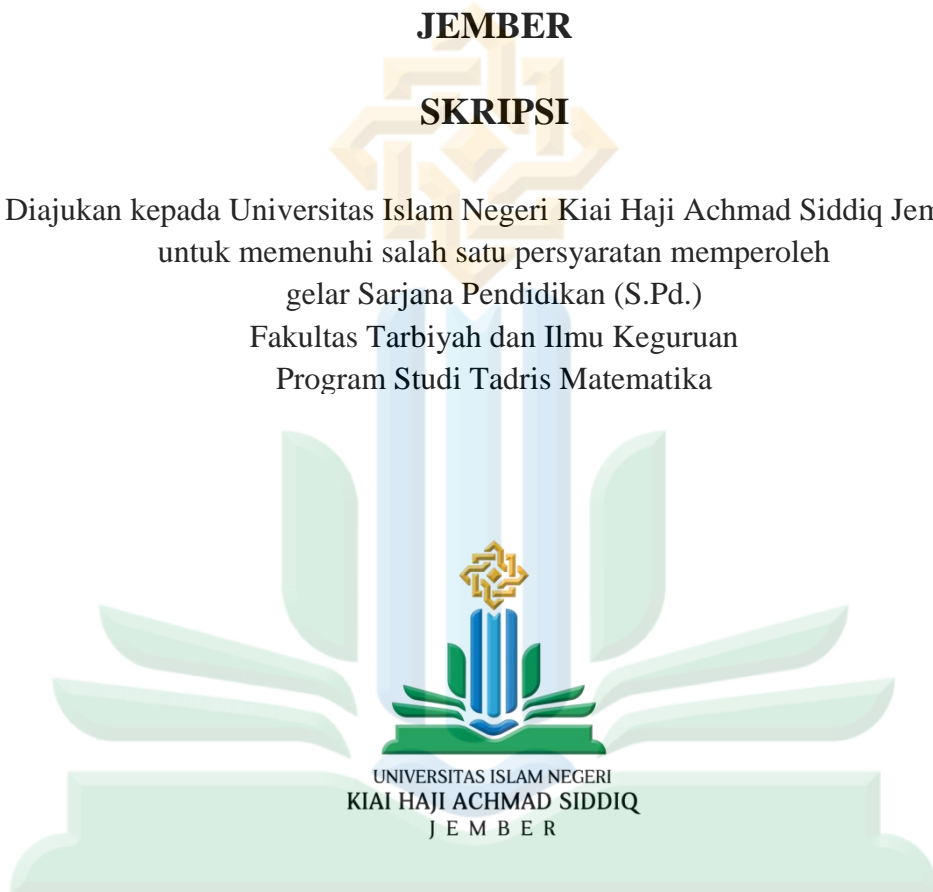 JEMBER
SKRIPSI
Diajukan kepada Universitas Islam Negeri Kiai Haji Achmad Siddiq Jem
untuk memenuhi salah satu persyaratan memperoleh
gelar Sarjana Pendidikan (S.Pd.)
Fakultas Tarbiyah dan Ilmu Keguruan
Program Studi Tadris Matematika
UNIVERSITAS ISLAM NEGERI
KIAI HAJI ACHMAD SIDDIQ
JEMBER